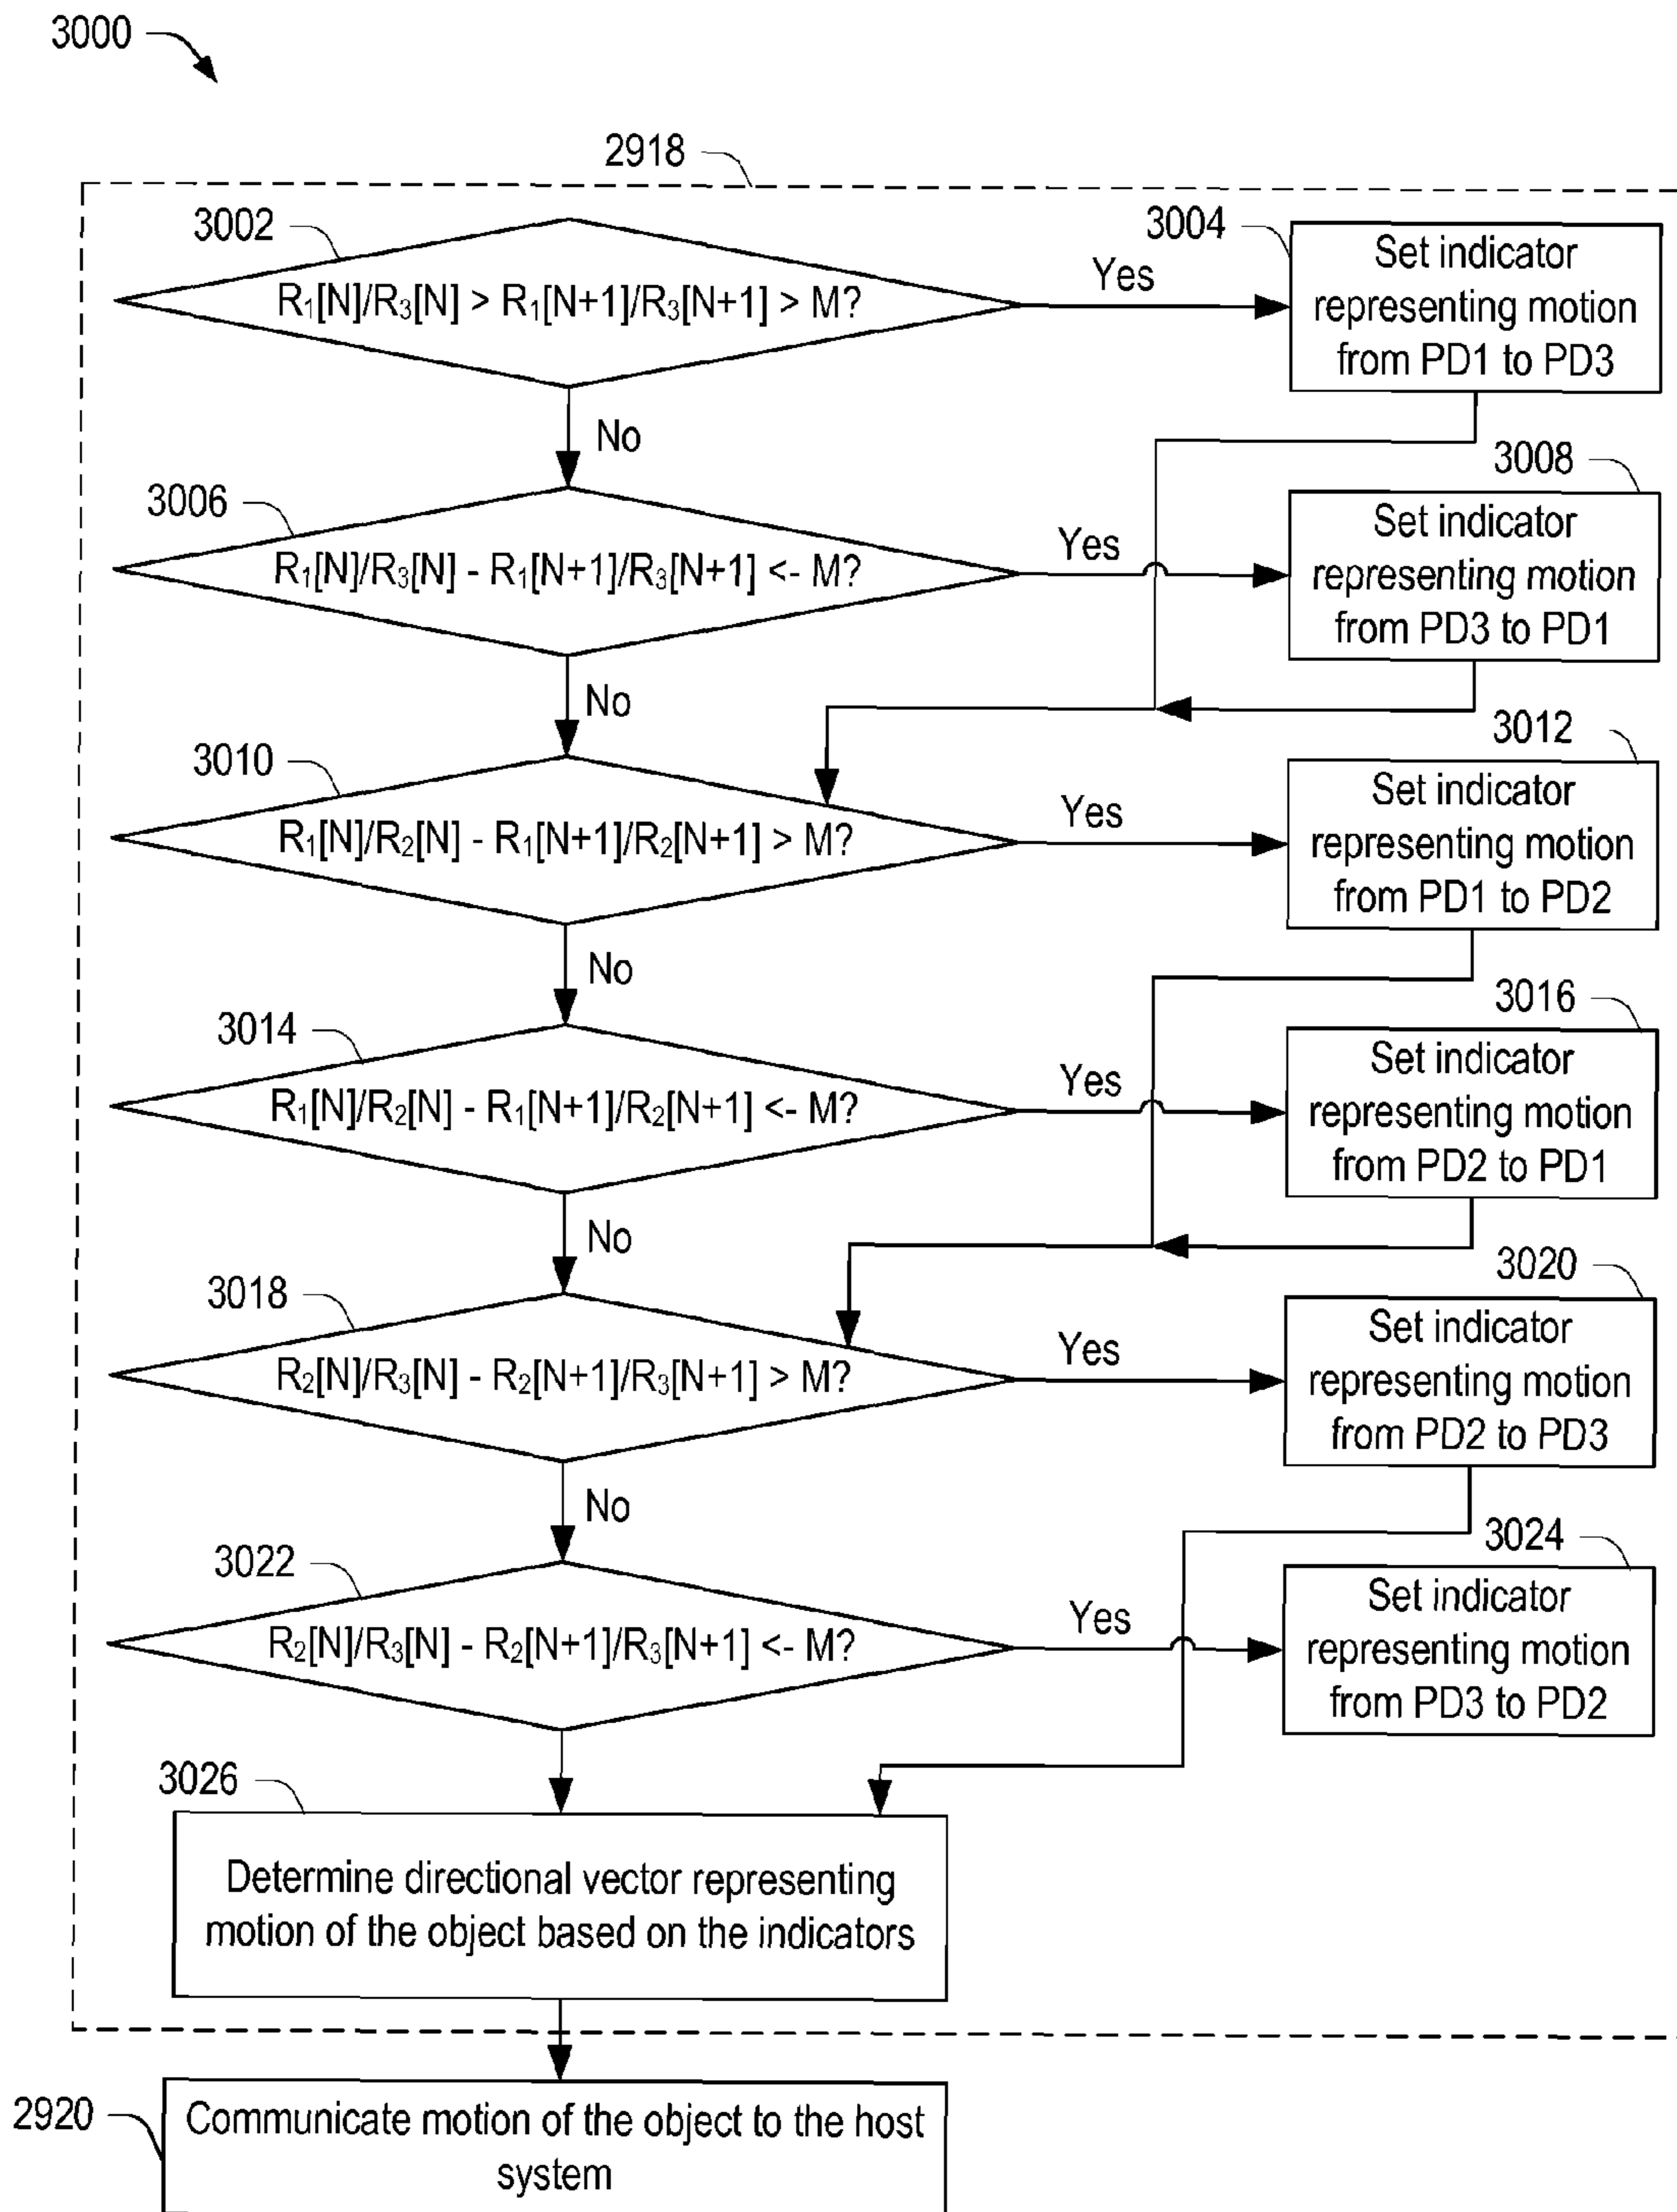 3000
2918
3002
R₁[N]/R₃[N] > R₁[N+1]/R₃[N+1] > M?
Yes
3004
Set indicator
representing motion
from PD1 to PD3
No
3006
R₁[N]/R₃[N] - R₁[N+1]/R₃[N+1] <- M?
Yes
3008
Set indicator
representing motion
from PD3 to PD1
No
3010
R₁[N]/R₂[N] - R₁[N+1]/R₂[N+1] > M?
Yes
3012
Set indicator
representing motion
from PD1 to PD2
No
3014
R₁[N]/R₂[N] - R₁[N+1]/R₂[N+1] <- M?
Yes
3016
Set indicator
representing motion
from PD2 to PD1
No
3018
R₂[N]/R₃[N] - R₂[N+1]/R₃[N+1] > M?
Yes
3020
Set indicator
representing motion
from PD2 to PD3
No
3022
R₂[N]/R₃[N] - R₂[N+1]/R₃[N+1] <- M?
Yes
3024
Set indicator
representing motion
from PD3 to PD2
3026
Determine directional vector representing
motion of the object based on the indicators
2920
Communicate motion of the object to the host
system